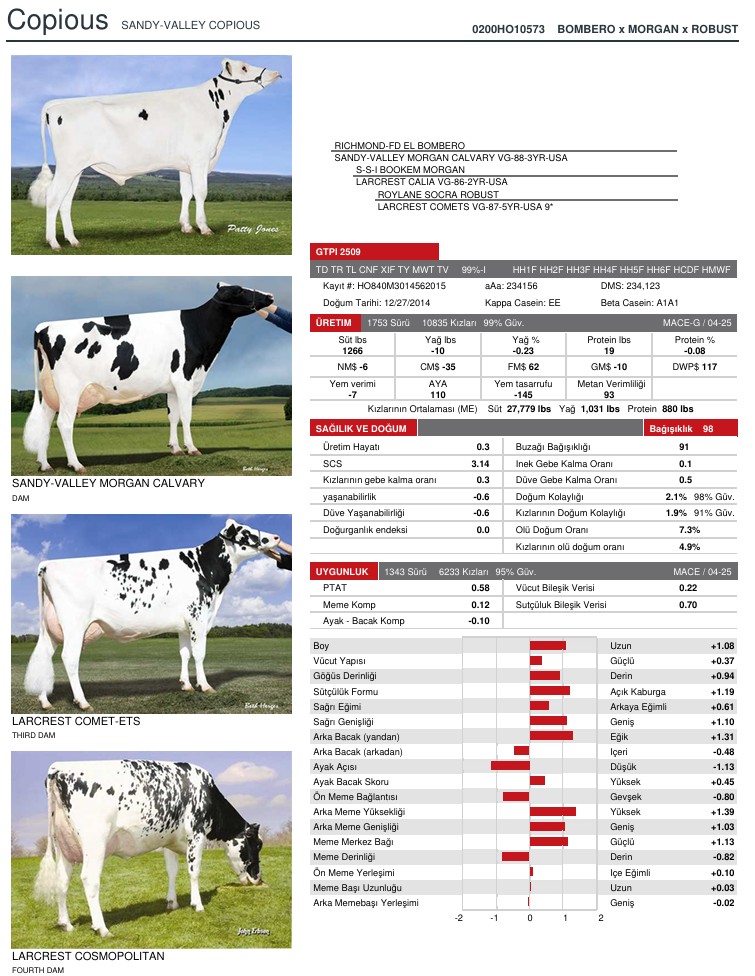 Copious SANDY-VALLEY COPIOUS
0200HO10573 BOMBERO x MORGAN x ROBUST
Patty Jones
RICHMOND-FD EL BOMBERO
SANDY-VALLEY MORGAN CALVARY VG-88-3YR-USA
S-S-I BOOKEM MORGAN
LARCREST CALIA VG-86-2YR-USA
ROYLANE SOCRA ROBUST
LARCREST COMETS VG-87-5YR-USA 9*
GTPI 2509
TD TR TL CNF XIF TY MWT TV 99%-I HH1F HH2F HH3F HH4F HH5F HH6F HCDF HMWF
Kayıt #: HO840M3014562015 aAa: 234156 DMS: 234,123
Doğum Tarihi: 12/27/2014 Kappa Casein: EE Beta Casein: A1A1
ÜRETIM 1753 Sürü 10835 Kızları 99% Güv. MACE-G / 04-25
Süt lbs Yağ lbs Yağ % Protein lbs Protein %
1266 -10 -0.23 19 -0.08
NM$ -6 CM$ -35 FM$ 62 GM$ -10 DWP$ 117
Yem verimi AYA Yem tasarrufu Metan Verimliliği
-7 110 -145 93
Kızlarının Ortalaması (ME) Süt 27,779 lbs Yağ 1,031 lbs Protein 880 lbs
SAĞILIK VE DOĞUM Bağışıklık 98
Üretim Hayatı 0.3 Buzağı Bağışıklığı 91
SCS 3.14 Inek Gebe Kalma Oranı 0.1
Kızlarının gebe kalma oranı 0.3 Düve Gebe Kalma Oranı 0.5
yaşanabilirlik -0.6 Doğum Kolaylığı 2.1% 98% Güv.
Düve Yaşanabilirliği -0.6 Kızlarının Doğum Kolaylığı 1.9% 91% Güv.
Doğurganlık endeksi 0.0 Olü Doğum Oranı 7.3%
Kızlarının olü doğum oranı 4.9%
UYGUNLUK 1343 Sürü 6233 Kızları 95% Güv. MACE / 04-25
PTAT 0.58 Vücut Bileşik Verisi 0.22
Meme Komp 0.12 Sutçüluk Bileşik Verisi 0.70
Ayak - Bacak Komp -0.10
Boy Uzun +1.08
Vücut Yapısı Güçlü +0.37
Göğüs Derinliği Derin +0.94
Sütçülük Formu Açık Kaburga +1.19
Sağrı Eğimi Arkaya Eğimli +0.61
Sağrı Genişliği Geniş +1.10
Arka Bacak (yandan) Eğik +1.31
Arka Bacak (arkadan) Içeri -0.48
Ayak Açısı Düşük -1.13
Ayak Bacak Skoru Yüksek +0.45
Ön Meme Bağlantısı Gevşek -0.80
Arka Meme Yüksekliği Yüksek +1.39
Arka Meme Genişliği Geniş +1.03
Meme Merkez Bağı Güçlü +1.13
Meme Derinliği Derin -0.82
Ön Meme Yerleşimi Içe Eğimli +0.10
Meme Başı Uzunluğu Uzun +0.03
Arka Memebaşı Yerleşimi Geniş -0.02
-2 -1 0 1 2
SANDY-VALLEY MORGAN CALVARY
DAM
LARCREST COMET-ETS
THIRD DAM
LARCREST COSMOPOLITAN
FOURTH DAM